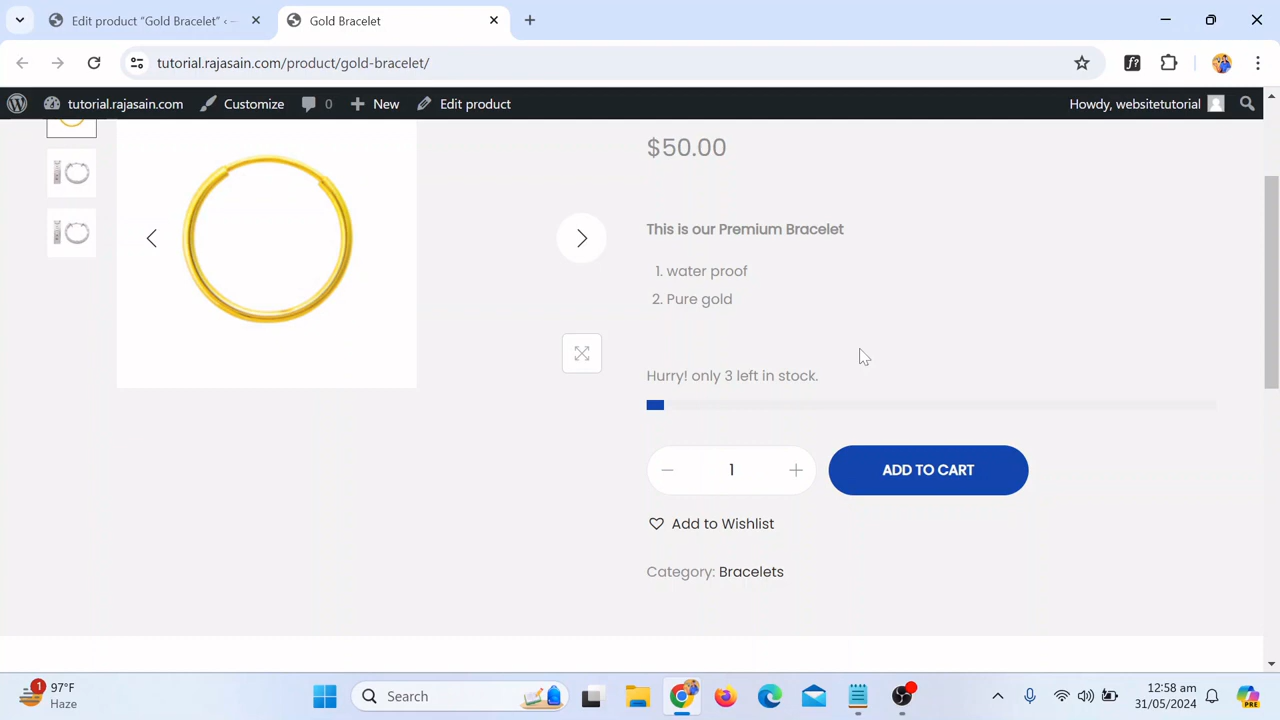 Edit product “Gold Bracelet” ‹ —
Gold Bracelet
tutorial.rajasain.com/product/gold-bracelet/
f?
tutorial.rajasain.com
Customize
0
New
Edit product
Howdy, websitetutorial
$50.00
This is our Premium Bracelet
1. water proof
2. Pure gold
Hurry! only 3 left in stock.
1
ADD TO CART
Add to Wishlist
Category: Bracelets
1
97°F
Haze
Search
PRE
12:58 am
31/05/2024